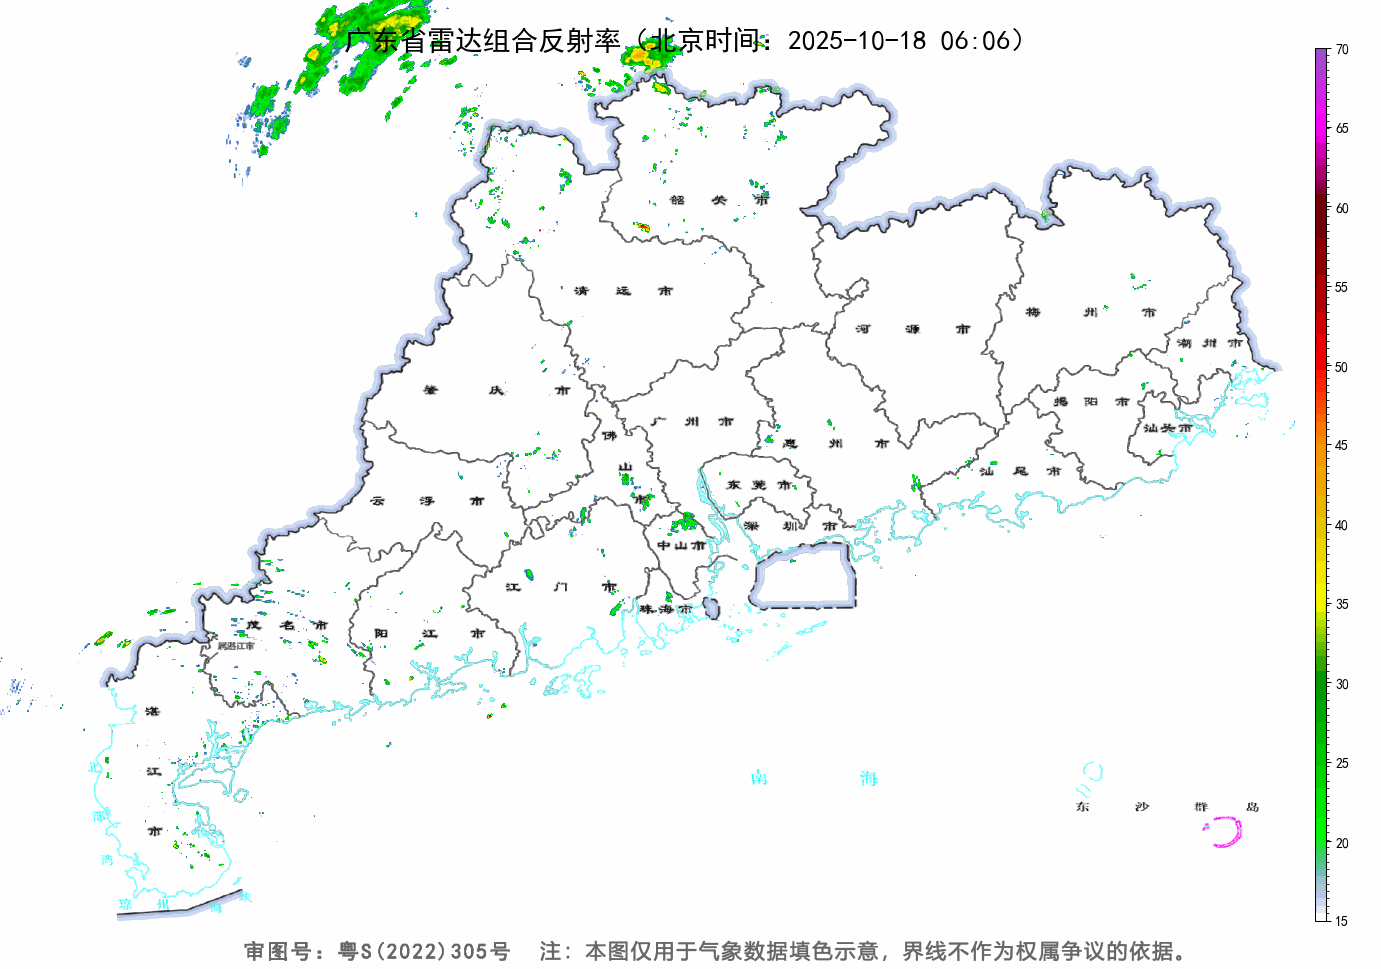 广东省雷达组合反射率（北京时间：2025-10-18 06:06）
70
65
60
55
50
45
40
35
30
25
20
15
韶关市
清远市
河源市
梅州市
潮州市
肇庆市
广州市
佛山市
惠州市
揭阳市
汕头市
汕尾市
云浮市
东莞市
深圳市
中山市
江门市
珠海市
茂名市
属湛江市
阳江市
湛江市
北部湾
琼州海峡
南海
东沙群岛
审图号：粤S(2022)305号 注：本图仅用于气象数据填色示意，界线不作为权属争议的依据。